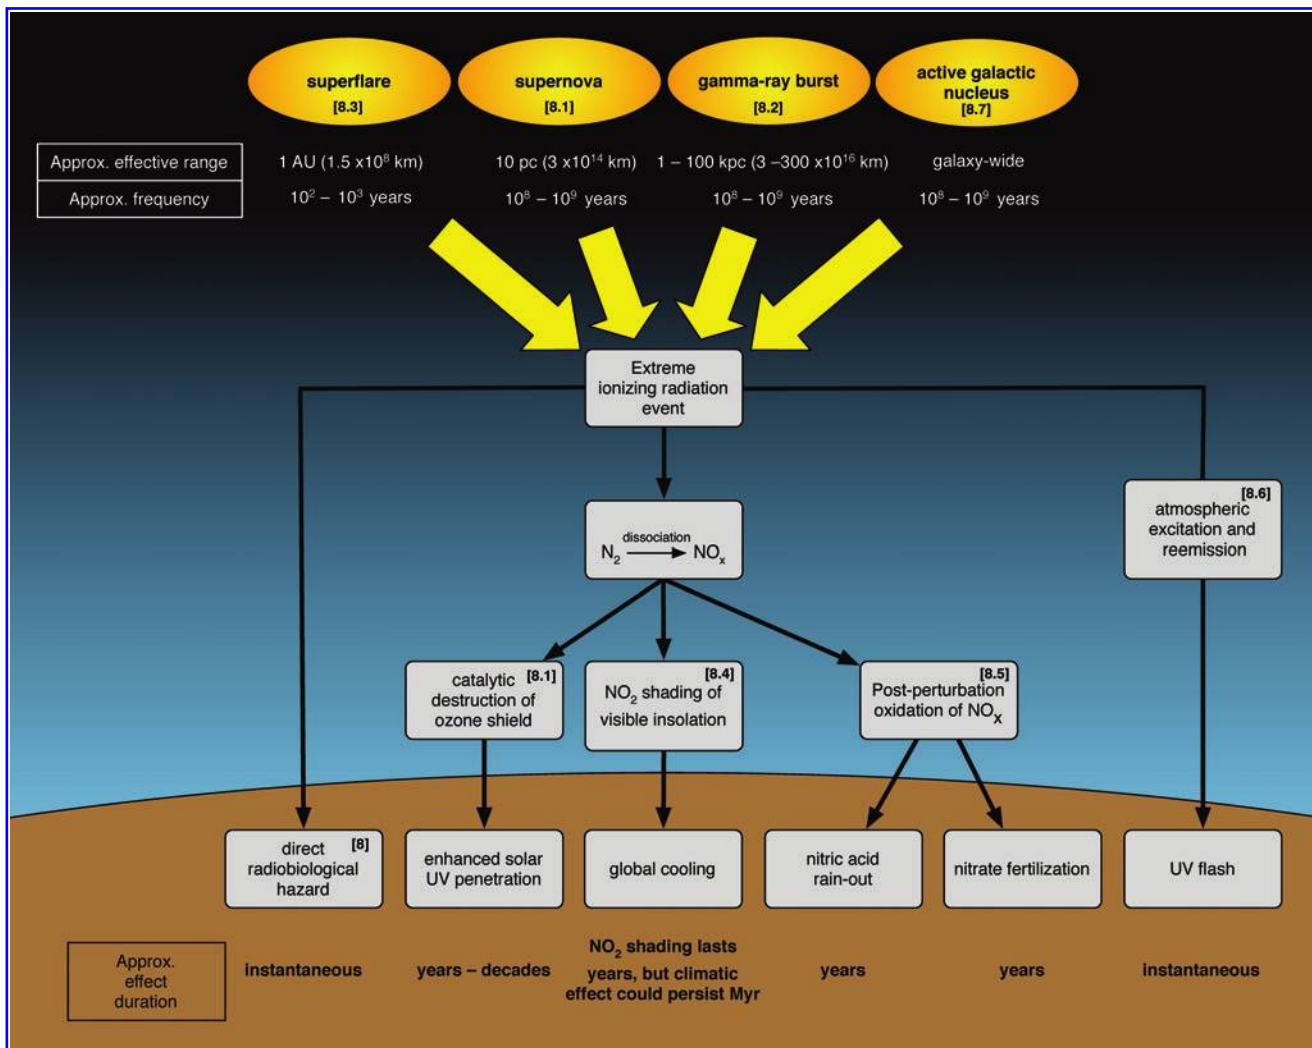 superflare
[8.3]
supernova
[8.1]
gamma-ray burst
[8.2]
active galactic
nucleus
[8.7]
Approx. effective range
1 AU (1.5 x10⁸ km)
10 pc (3 x10¹⁴ km)
1 – 100 kpc (3 –300 x10¹⁶ km)
galaxy-wide
Approx. frequency
10² – 10³ years
10⁸ – 10⁹ years
10⁸ – 10⁹ years
10⁸ – 10⁹ years
Extreme
ionizing radiation
event
[8.6]
atmospheric
excitation and
reemission
dissociation
N₂ → NOₓ
[8.1]
catalytic
destruction of
ozone shield
[8.4]
NO₂ shading of
visible insolation
[8.5]
Post-perturbation
oxidation of NOₓ
[8]
direct
radiobiological
hazard
enhanced solar
UV penetration
global cooling
nitric acid
rain-out
nitrate fertilization
UV flash
Approx.
effect
duration
instantaneous
years – decades
NO₂ shading lasts
years, but climatic
effect could persist Myr
years
years
instantaneous